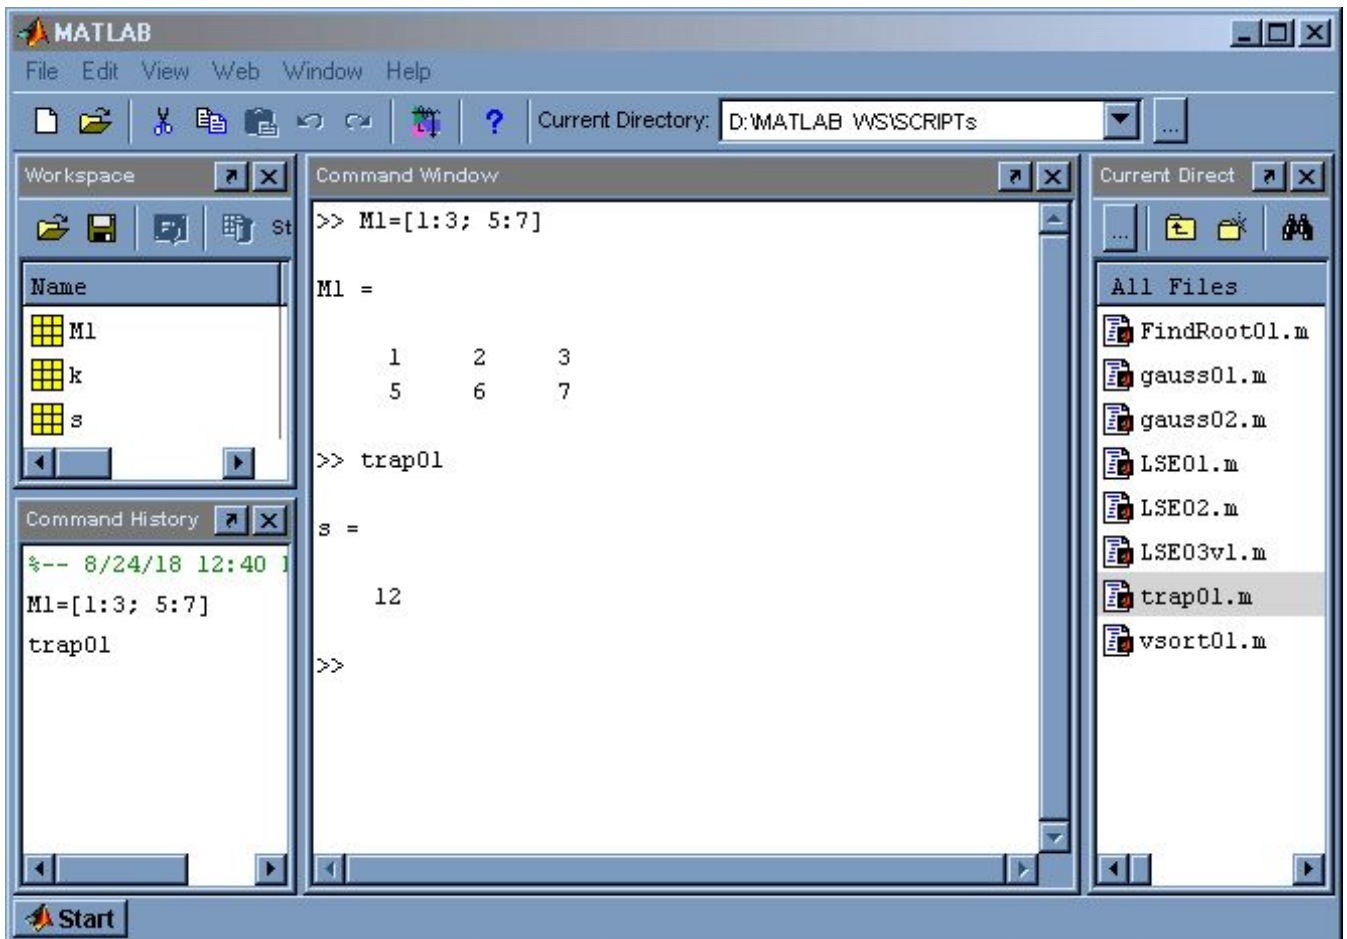 MATLAB
File Edit View Web Window Help
? Current Directory: D:\MATLAB WS\SCRIPTs ...
Workspace
St
Name
M1
k
s
Command History
%-- 8/24/18 12:40
M1=[1:3; 5:7]
trap01
Command Window
>> M1=[1:3; 5:7]
M1 =
1 2 3
5 6 7
>> trap01
s =
12
>>
Current Direct
...
All Files
FindRoot01.m
gauss01.m
gauss02.m
LSE01.m
LSE02.m
LSE03v1.m
trap01.m
vsort01.m
Start